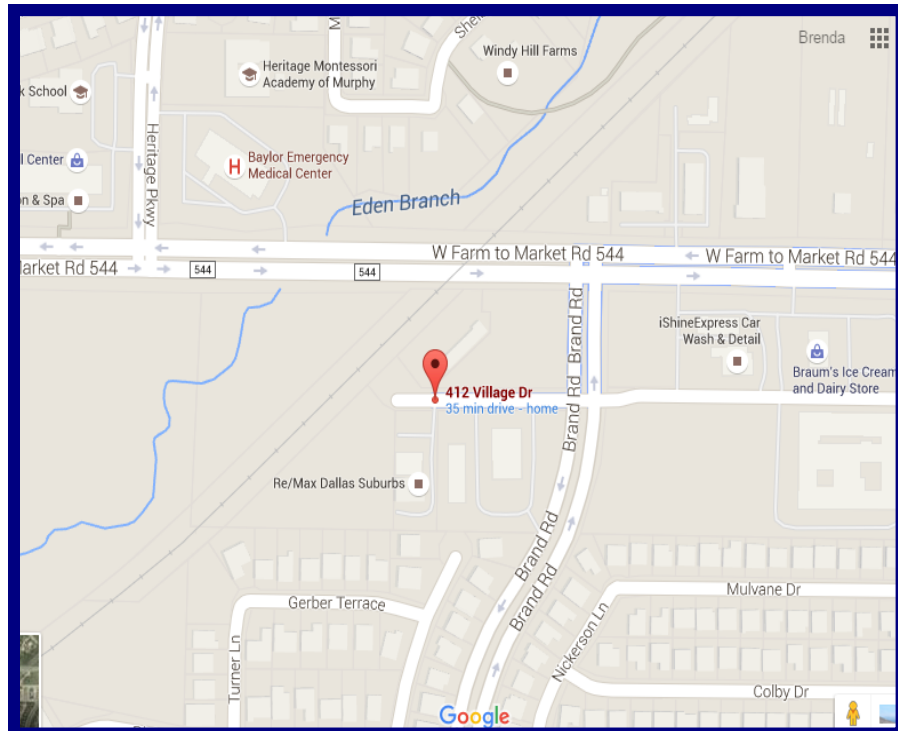 Brenda
M
Shel
Windy Hill Farms
Heritage Montessori
Academy of Murphy
k School
Heritage Pkwy
Baylor Emergency
Medical Center
H
l Center
n & Spa
Eden Branch
W Farm to Market Rd 544
W Farm to Market Rd 544
arket Rd 544
544
544
Brand Rd
Brand Rd
iShineExpress Car
Wash & Detail
Braum's Ice Cream
and Dairy Store
412 Village Dr
35 min drive - home
Re/Max Dallas Suburbs
Brand Rd
Brand Rd
Gerber Terrace
Turner Ln
Nickerson Ln
Mulvane Dr
Colby Dr
Google